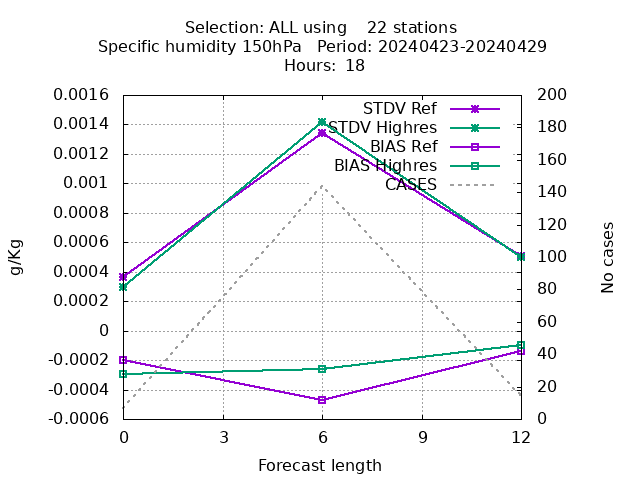 Selection: ALL using    22 stations
Specific humidity 150hPa   Period: 20240423-20240429
Hours: 18
0.0016
0.0014
0.0012
0.001
0.0008
0.0006
0.0004
0.0002
0
-0.0002
-0.0004
-0.0006
g/Kg
STDV Ref
STDV Highres
BIAS Ref
BIAS Highres
CASES
200
180
160
140
120
100
80
60
40
20
0
No cases
0 3 6 9 12
Forecast length